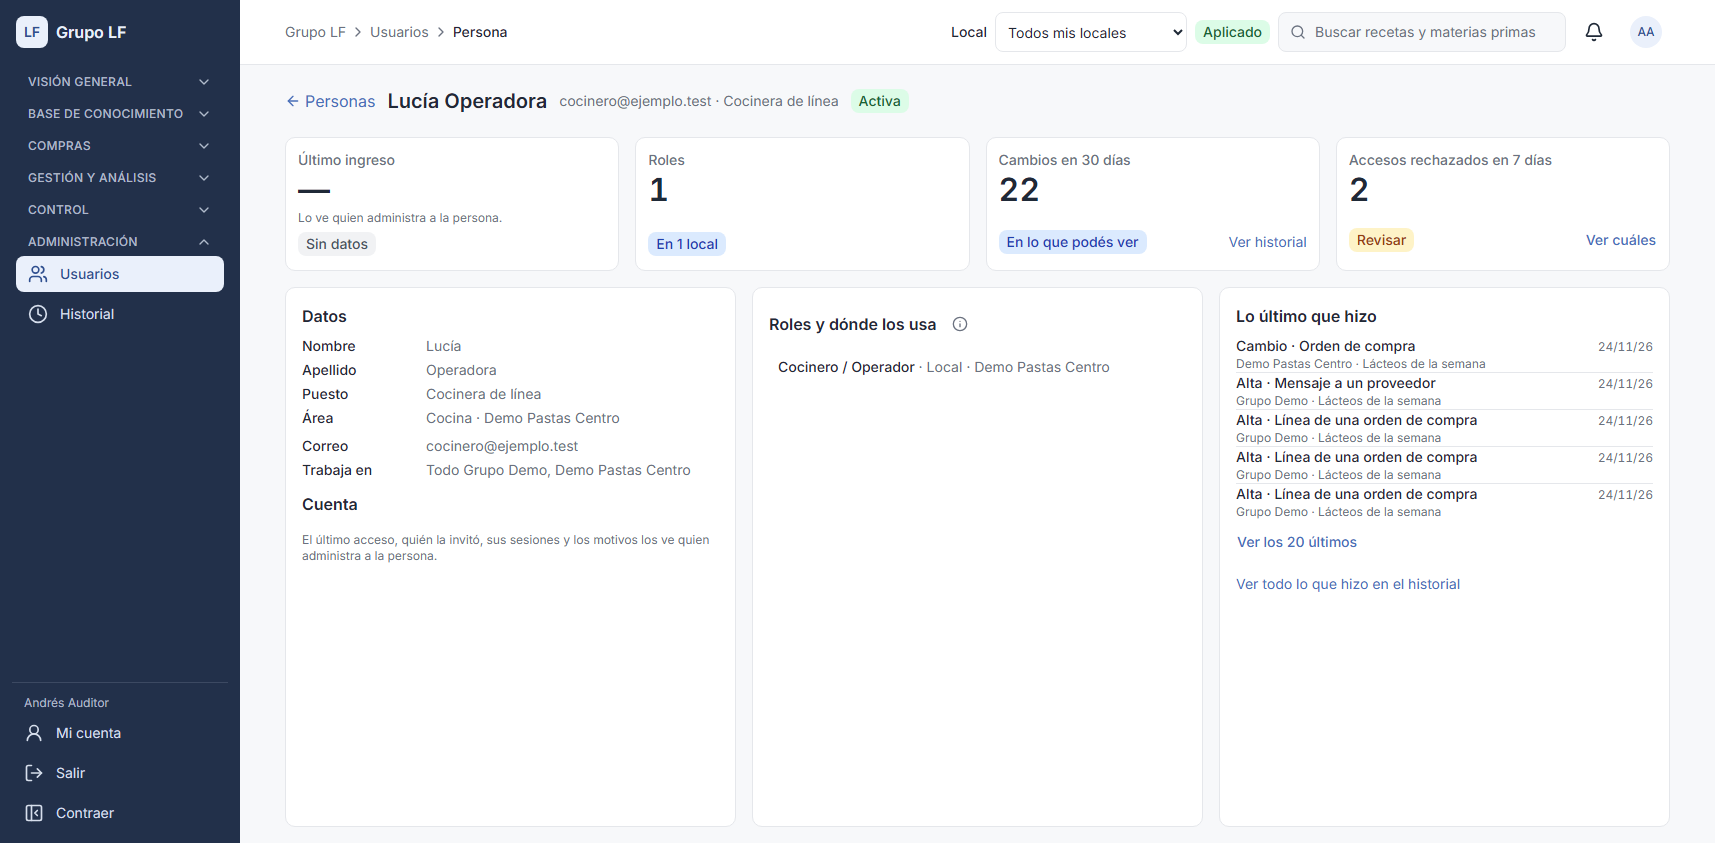 LF Grupo LF
VISIÓN GENERAL
BASE DE CONOCIMIENTO
COMPRAS
GESTIÓN Y ANÁLISIS
CONTROL
ADMINISTRACIÓN
Usuarios
Historial
Andrés Auditor
Mi cuenta
Salir
Contraer
Grupo LF > Usuarios > Persona
Local Todos mis locales Aplicado Buscar recetas y materias primas AA
← Personas Lucía Operadora cocinero@ejemplo.test · Cocinera de línea Activa
Último ingreso
—
Lo ve quien administra a la persona.
Sin datos
Roles
1
En 1 local
Cambios en 30 días
22
En lo que podés ver Ver historial
Accesos rechazados en 7 días
2
Revisar Ver cuáles
Datos
Nombre Lucía
Apellido Operadora
Puesto Cocinera de línea
Área Cocina · Demo Pastas Centro
Correo cocinero@ejemplo.test
Trabaja en Todo Grupo Demo, Demo Pastas Centro
Cuenta
El último acceso, quién la invitó, sus sesiones y los motivos los ve quien
administra a la persona.
Roles y dónde los usa
Cocinero / Operador · Local · Demo Pastas Centro
Lo último que hizo
Cambio · Orden de compra 24/11/26
Demo Pastas Centro · Lácteos de la semana
Alta · Mensaje a un proveedor 24/11/26
Grupo Demo · Lácteos de la semana
Alta · Línea de una orden de compra 24/11/26
Grupo Demo · Lácteos de la semana
Alta · Línea de una orden de compra 24/11/26
Grupo Demo · Lácteos de la semana
Alta · Línea de una orden de compra 24/11/26
Grupo Demo · Lácteos de la semana
Ver los 20 últimos
Ver todo lo que hizo en el historial